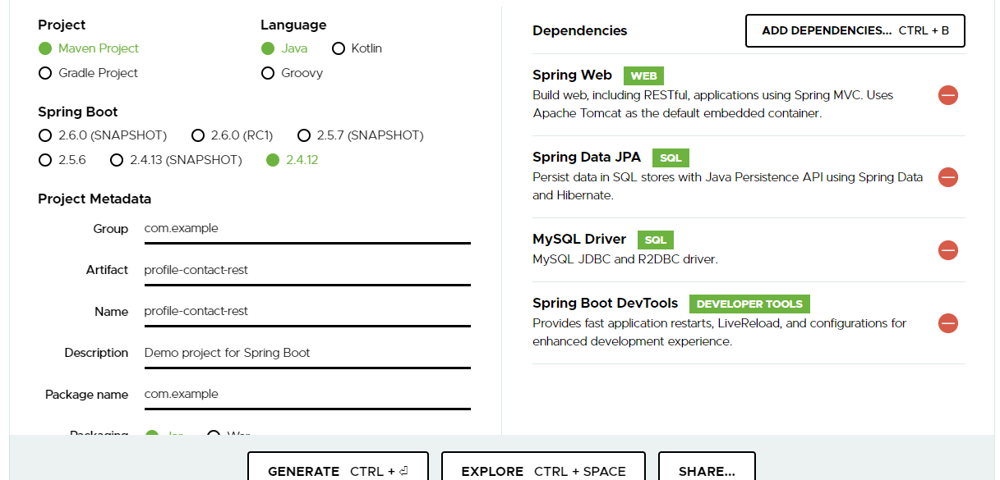 Project
Language
Maven Project
Java
Kotlin
Gradle Project
Groovy
Spring Boot
2.6.0 (SNAPSHOT)
2.6.0 (RC1)
2.5.7 (SNAPSHOT)
2.5.6
2.4.13 (SNAPSHOT)
2.4.12
Project Metadata
Group com.example
Artifact profile-contact-rest
Name profile-contact-rest
Description Demo project for Spring Boot
Package name com.example
Packaging Jar War
Dependencies
ADD DEPENDENCIES... CTRL + B
Spring Web WEB
Build web, including RESTful, applications using Spring MVC. Uses
Apache Tomcat as the default embedded container.
Spring Data JPA SQL
Persist data in SQL stores with Java Persistence API using Spring Data
and Hibernate.
MySQL Driver SQL
MySQL JDBC and R2DBC driver.
Spring Boot DevTools DEVELOPER TOOLS
Provides fast application restarts, LiveReload, and configurations for
enhanced development experience.
GENERATE CTRL + ⏎
EXPLORE CTRL + SPACE
SHARE...